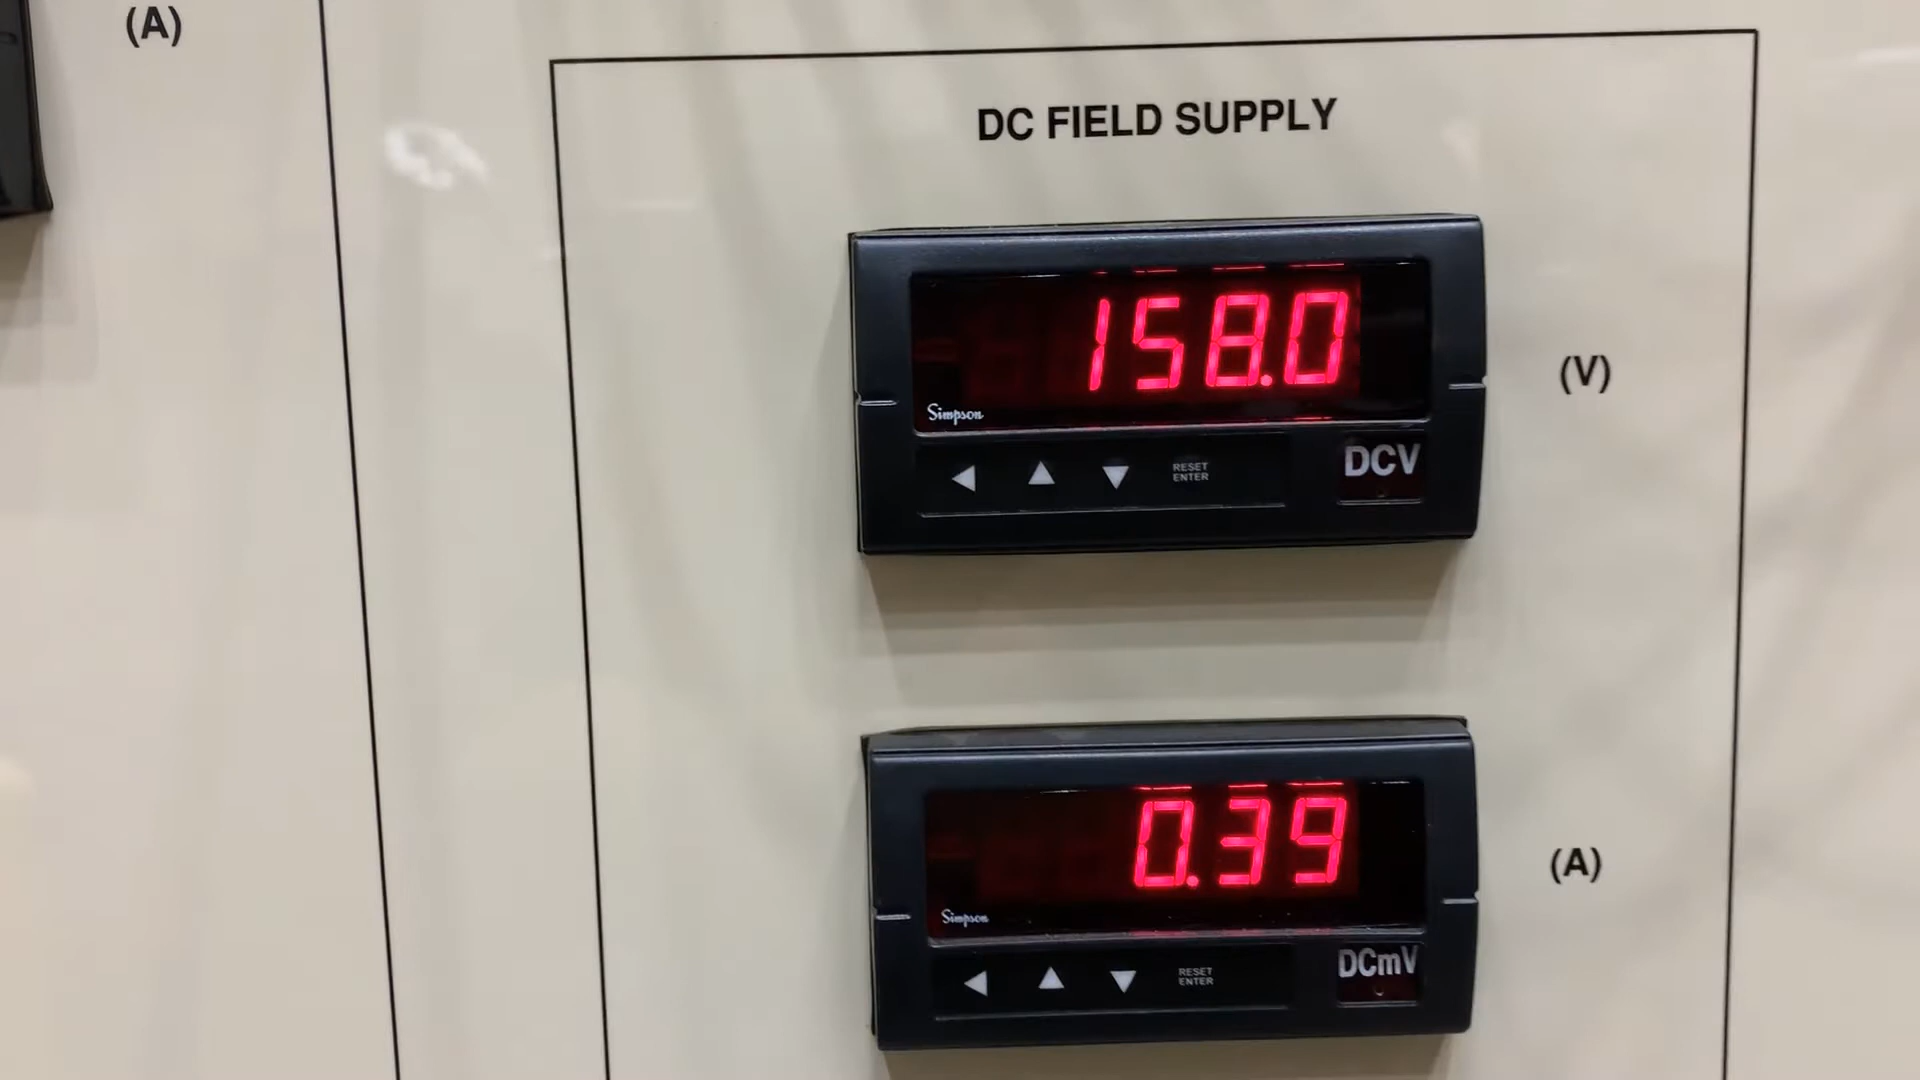 (A)
DC FIELD SUPPLY
158.0
(V)
Simpson
RESET
ENTER
DCV
0.39
(A)
Simpson
RESET
ENTER
DCmV